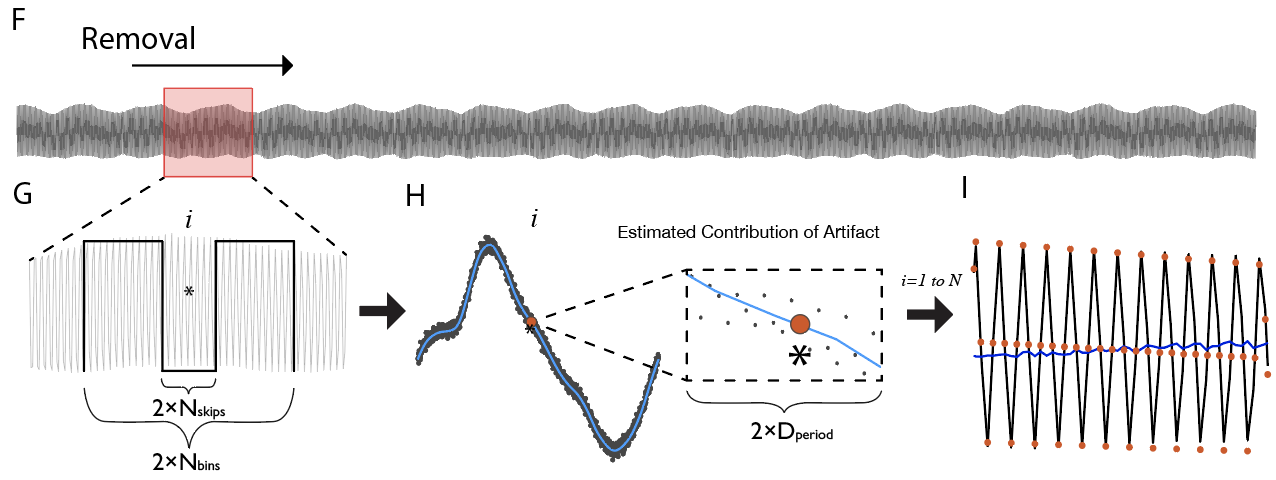 F
Removal
G
i
*
2×Nskips
2×Nbins
H
i
*
Estimated Contribution of Artifact
*
2×Dperiod
I
i=1 to N